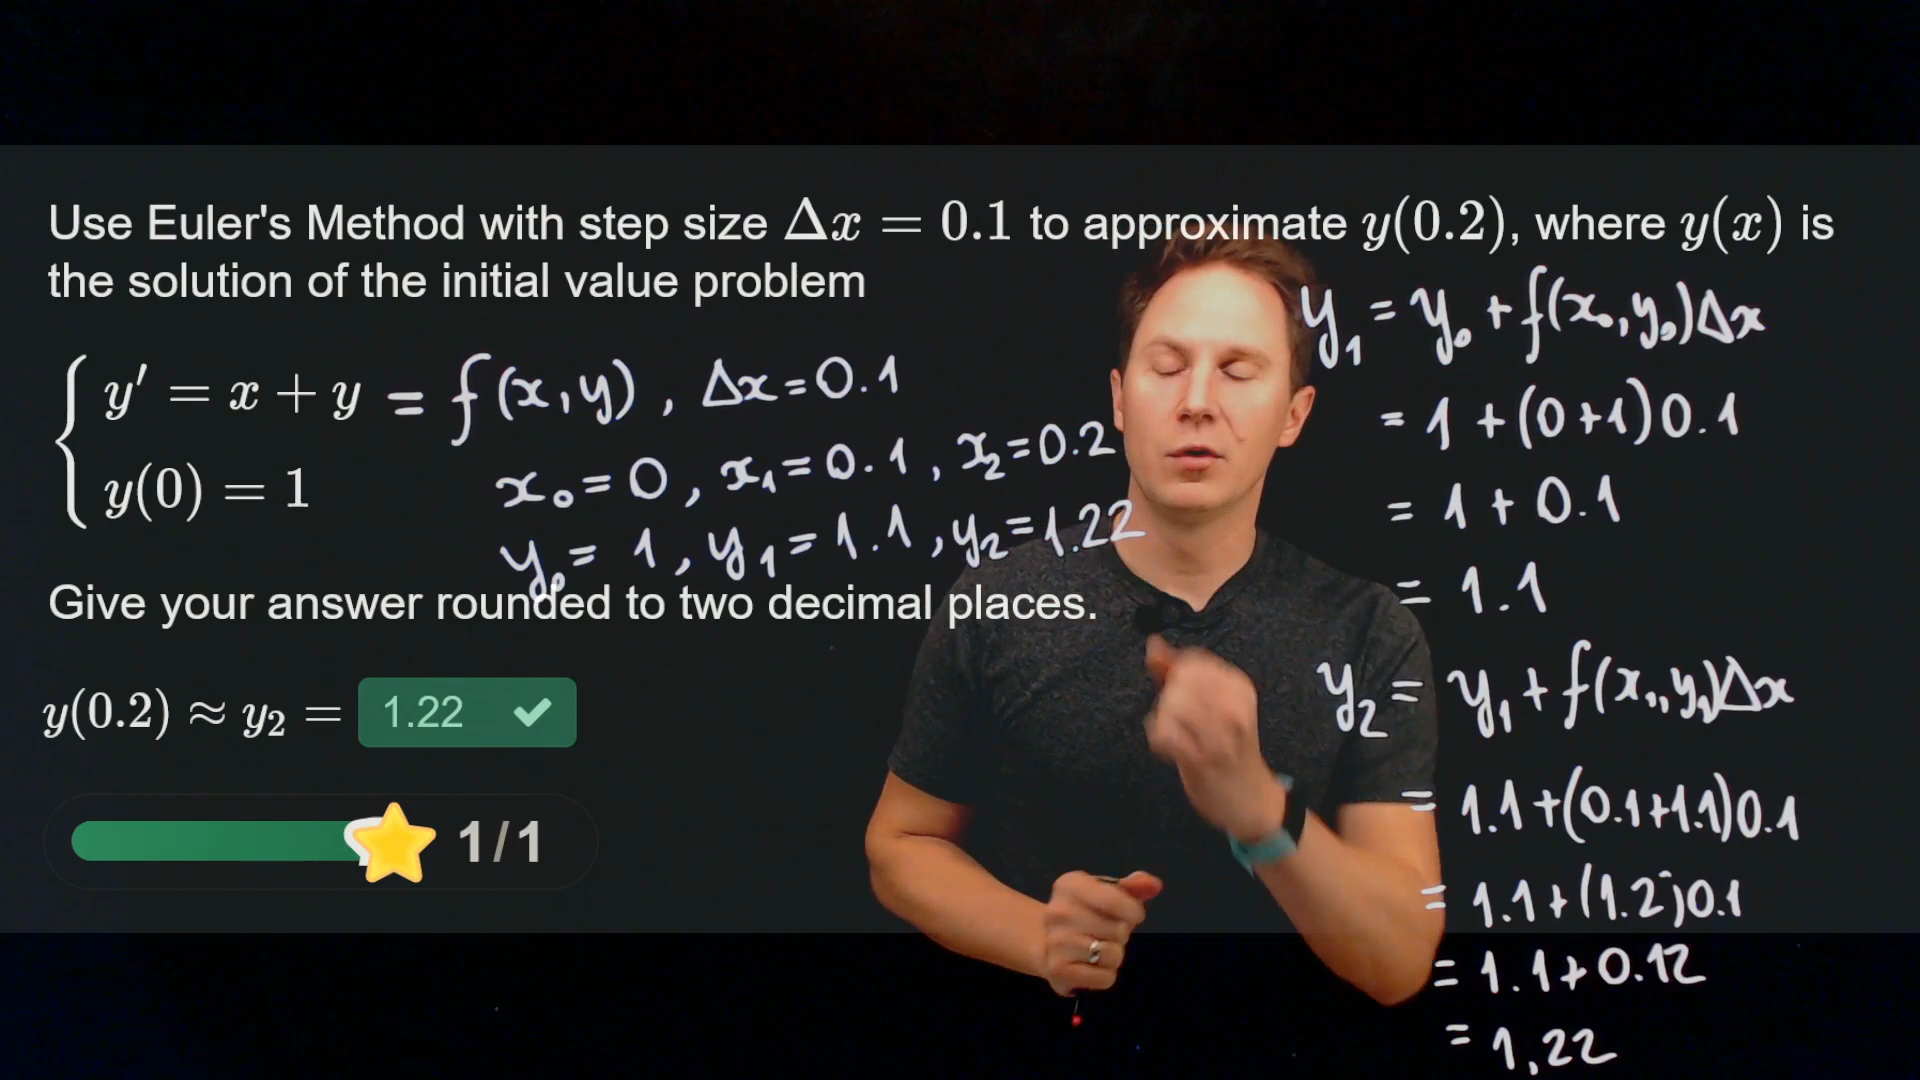 Use Euler's Method with step size Δx = 0.1 to approximate y(0.2), where y(x) is
the solution of the initial value problem
y′ = x + y = f(x,y), Δx=0.1
y(0) = 1
x₀=0, x₁=0.1, x₂=0.2
y₀= 1, y₁=1.1, y₂=1.22
Give your answer rounded to two decimal places.
y(0.2) ≈ y₂ = 1.22 ✔
1/1
y₁ = y₀ + f(x₀,y₀)Δx
= 1 + (0+1)0.1
= 1 + 0.1
= 1.1
y₂ = y₁ + f(x₁,y₁)Δx
= 1.1+(0.1+1.1)0.1
= 1.1+(1.2)0.1
= 1.1+0.12
= 1,22